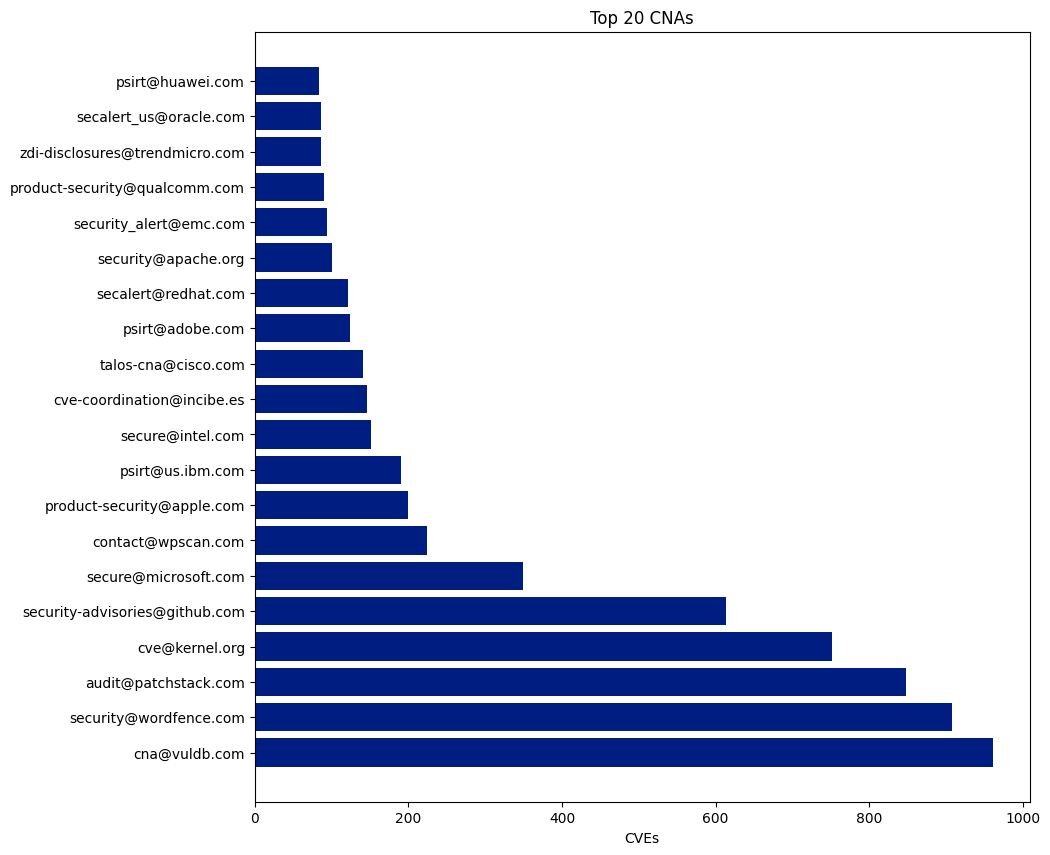 Top 20 CNAs
psirt@huawei.com
secalert_us@oracle.com
zdi-disclosures@trendmicro.com
product-security@qualcomm.com
security_alert@emc.com
security@apache.org
secalert@redhat.com
psirt@adobe.com
talos-cna@cisco.com
cve-coordination@incibe.es
secure@intel.com
psirt@us.ibm.com
product-security@apple.com
contact@wpscan.com
secure@microsoft.com
security-advisories@github.com
cve@kernel.org
audit@patchstack.com
security@wordfence.com
cna@vuldb.com
0 200 400 600 800 1000
CVEs